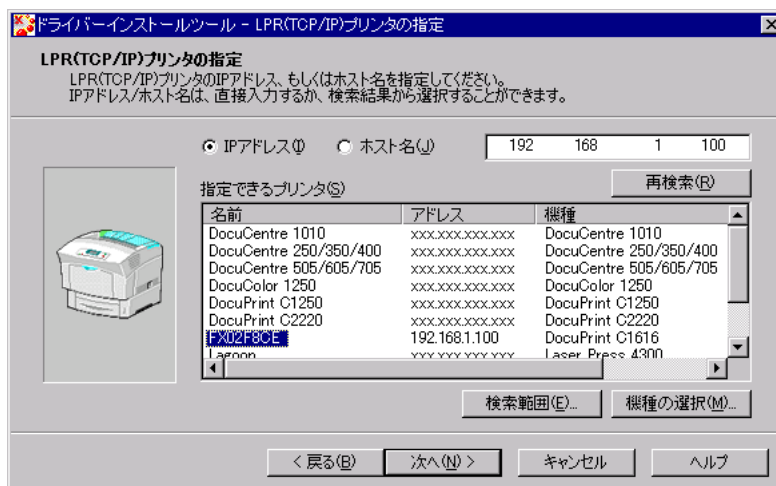 ドライバーインストールツール - LPR(TCP/IP)プリンタの指定
LPR(TCP/IP)プリンタの指定
LPR(TCP/IP)プリンタのIPアドレス、もしくはホスト名を指定してください。
IPアドレス/ホスト名は、直接入力するか、検索結果から選択することができます。
IPアドレス(I) ホスト名(J) 192 168 1 100
指定できるプリンタ(S) 再検索(R)
名前 アドレス 機種
DocuCentre 1010 xxx.xxx.xxx.xxx DocuCentre 1010
DocuCentre 250/350/400 xxx.xxx.xxx.xxx DocuCentre 250/350/400
DocuCentre 505/605/705 xxx.xxx.xxx.xxx DocuCentre 505/605/705
DocuColor 1250 xxx.xxx.xxx.xxx DocuColor 1250
DocuPrint C1250 xxx.xxx.xxx.xxx DocuPrint C1250
DocuPrint C2220 xxx.xxx.xxx.xxx DocuPrint C2220
FX02F8CE 192.168.1.100 DocuPrint C1616
Lagoon xxx.xxx.xxx.xxx Laser Press 4300
検索範囲(E)... 機種の選択(M)...
< 戻る(B) 次へ(N) > キャンセル ヘルプ